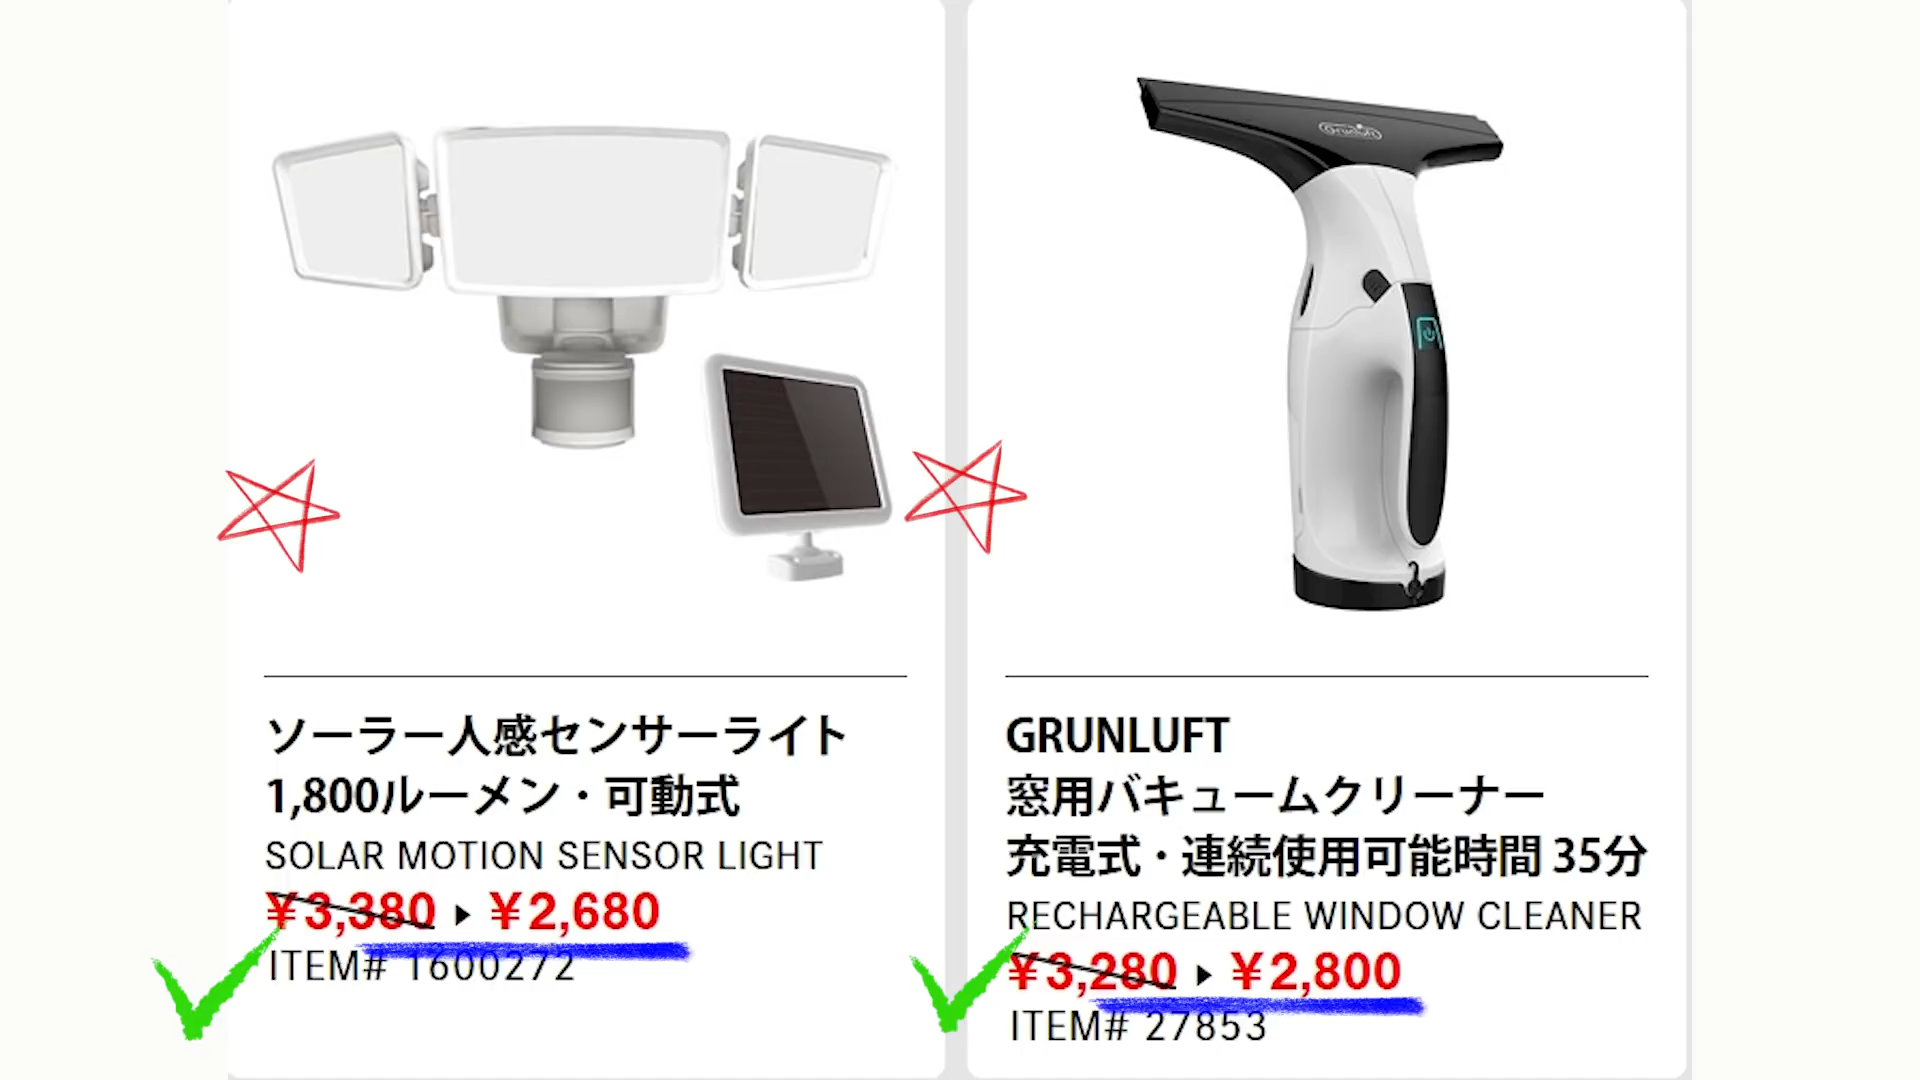 Grunluft
ソーラー人感センサーライト
1,800ルーメン・可動式
SOLAR MOTION SENSOR LIGHT
¥3,380 ▶ ¥2,680
ITEM# 1600272
GRUNLUFT
窓用バキュームクリーナー
充電式・連続使用可能時間 35分
RECHARGEABLE WINDOW CLEANER
¥3,280 ▶ ¥2,800
ITEM# 27853